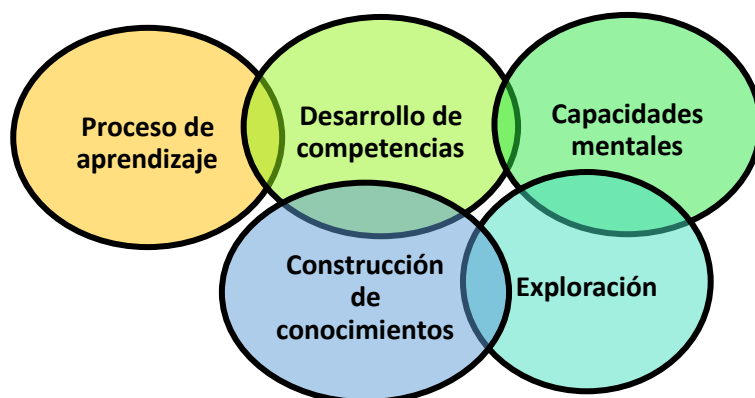 Proceso de
aprendizaje
Desarrollo de
competencias
Capacidades
mentales
Construcción
de
conocimientos
Exploración